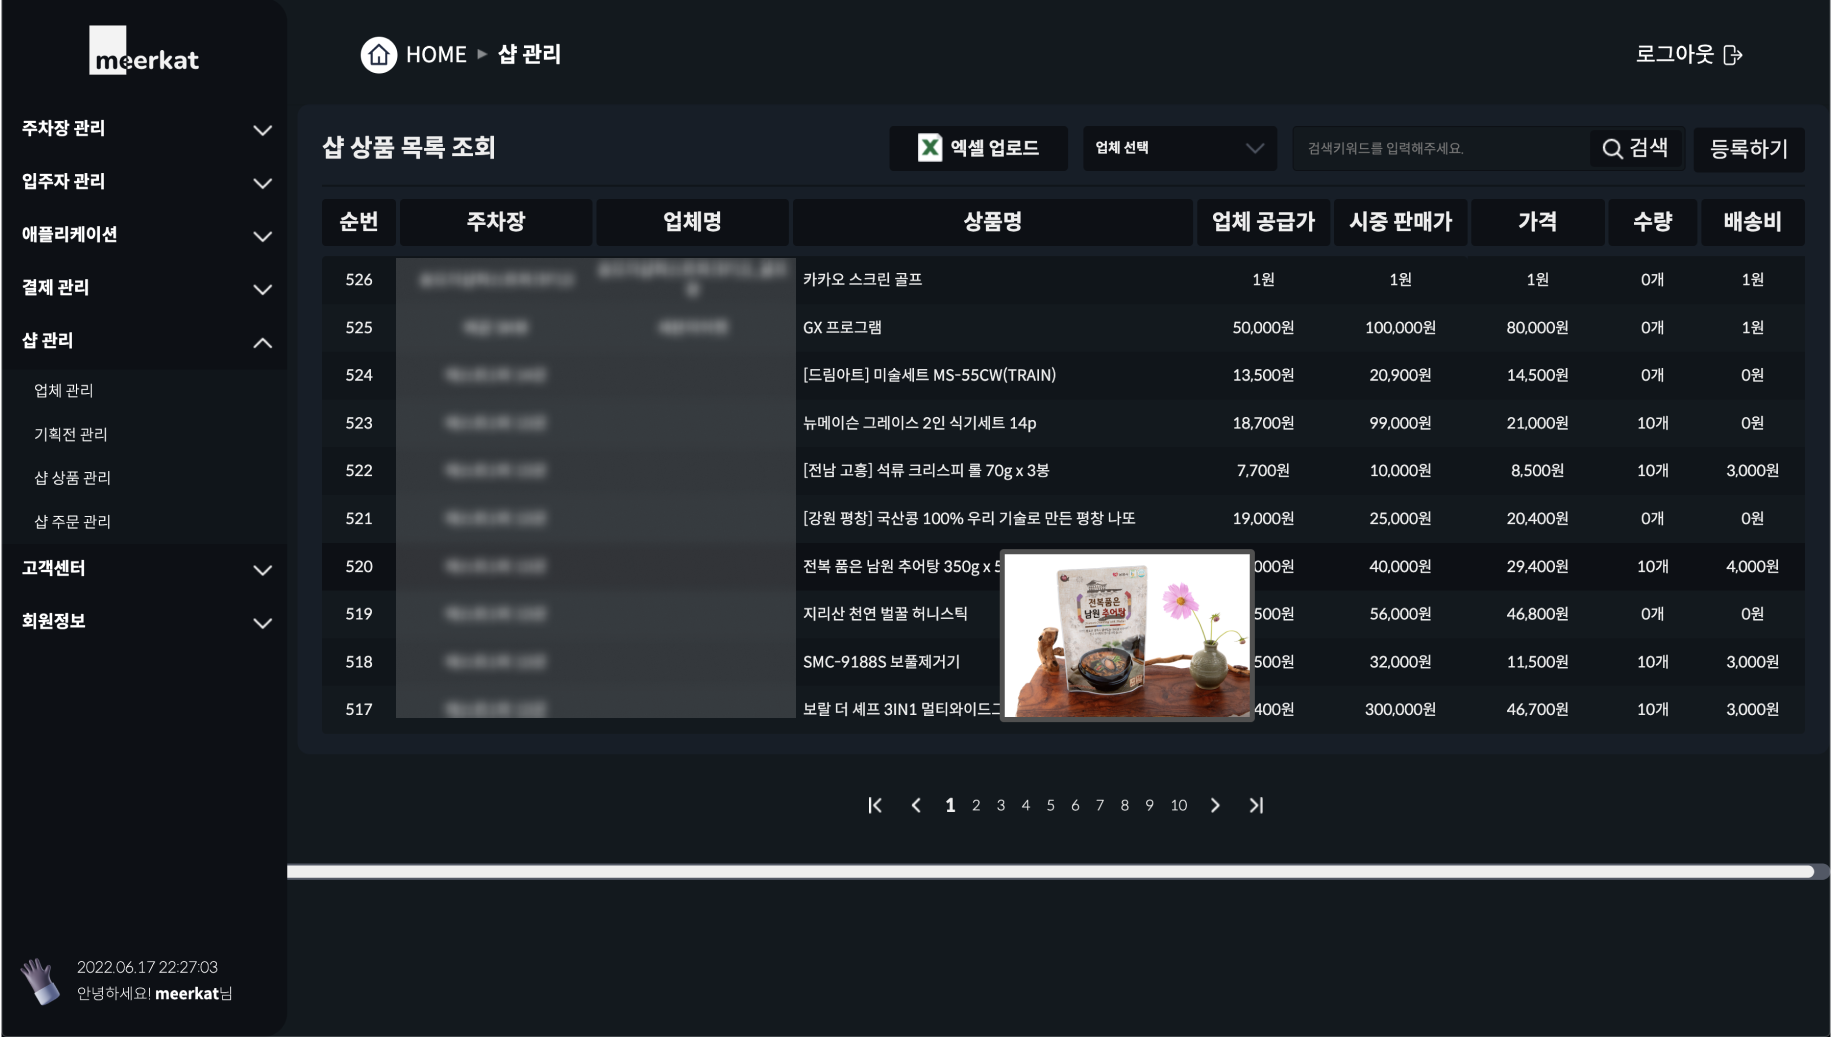 meerkat
HOME ▶ 샵 관리
로그아웃
주차장 관리
입주자 관리
애플리케이션
결제 관리
샵 관리
업체 관리
기획전 관리
샵 상품 관리
샵 주문 관리
고객센터
회원정보
2022.06.17 22:27:03
안녕하세요! meerkat님
샵 상품 목록 조회
엑셀 업로드
업체 선택
검색키워드를 입력해주세요.
검색
등록하기
순번 주차장 업체명 상품명 업체 공급가 시중 판매가 가격 수량 배송비
526 카카오 스크린 골프 1원 1원 1원 0개 1원
525 GX 프로그램 50,000원 100,000원 80,000원 0개 1원
524 [드림아트] 미술세트 MS-55CW(TRAIN) 13,500원 20,900원 14,500원 0개 0원
523 뉴메이슨 그레이스 2인 식기세트 14p 18,700원 99,000원 21,000원 10개 0원
522 [전남 고흥] 석류 크리스피 롤 70g x 3봉 7,700원 10,000원 8,500원 10개 3,000원
521 [강원 평창] 국산콩 100% 우리 기술로 만든 평창 나또 19,000원 25,000원 20,400원 0개 0원
520 전복 품은 남원 추어탕 350g x 5 000원 40,000원 29,400원 10개 4,000원
519 지리산 천연 벌꿀 허니스틱 500원 56,000원 46,800원 0개 0원
518 SMC-9188S 보풀제거기 500원 32,000원 11,500원 10개 3,000원
517 보랄 더 셰프 3IN1 멀티와이드그 400원 300,000원 46,700원 10개 3,000원
전복품은
남원 추어탕
1 2 3 4 5 6 7 8 9 10